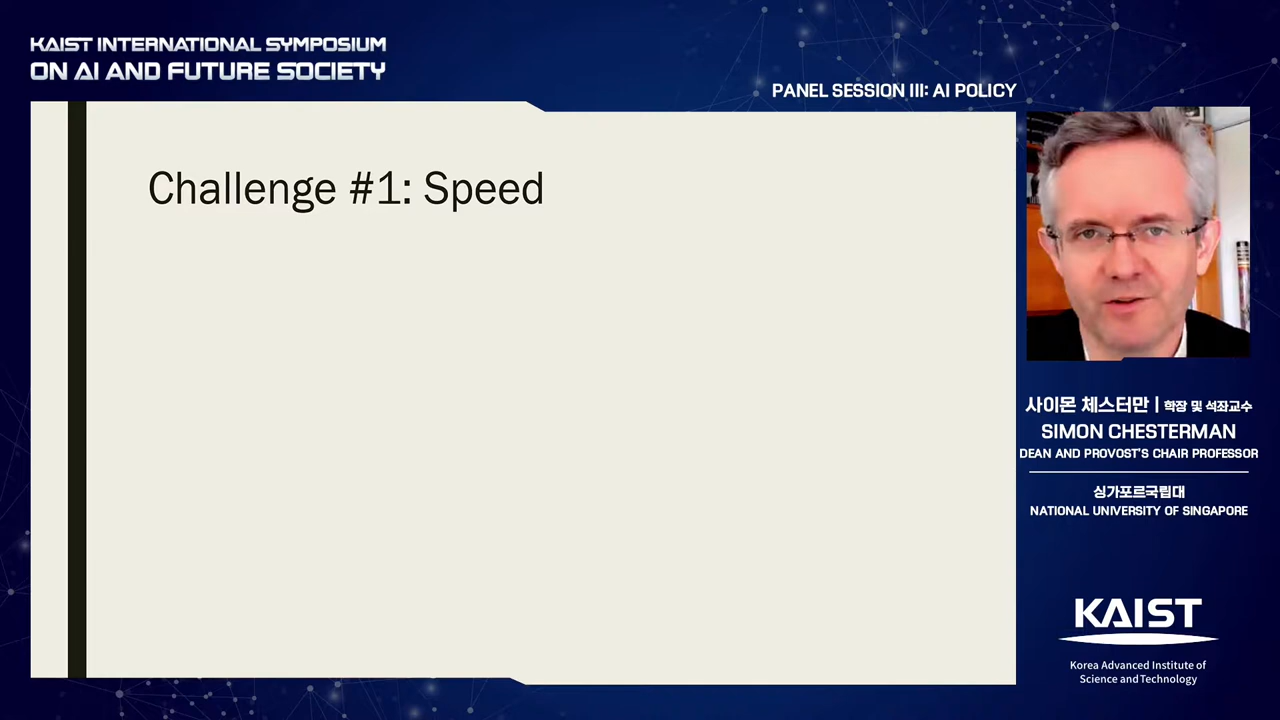 KAIST INTERNATIONAL SYMPOSIUM
ON AI AND FUTURE SOCIETY
PANEL SESSION III: AI POLICY
Challenge #1: Speed
사이몬 체스터만 | 학장 및 석좌교수
SIMON CHESTERMAN
DEAN AND PROVOST'S CHAIR PROFESSOR
싱가포르국립대
NATIONAL UNIVERSITY OF SINGAPORE
KAIST
Korea Advanced Institute of
Science and Technology